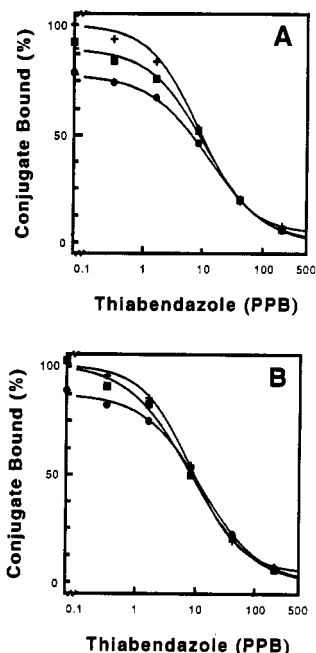 A
100
50
0
Conjugate Bound (%)
0.1 1 10 100 500
Thiabendazole (PPB)
B
100
50
0
Conjugate Bound (%)
0.1 1 10 100 500
Thiabendazole (PPB)